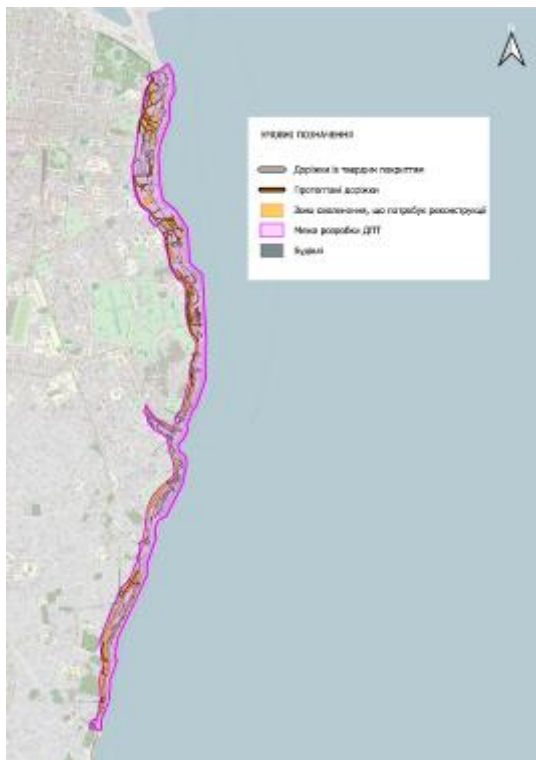 УМОВНІ ПОЗНАЧЕННЯ
Доріжки із твердим покриттям
Протоптані доріжки
Зона озеленення, що потребує реконструкції
Межа розробки ДПТ
Будівлі